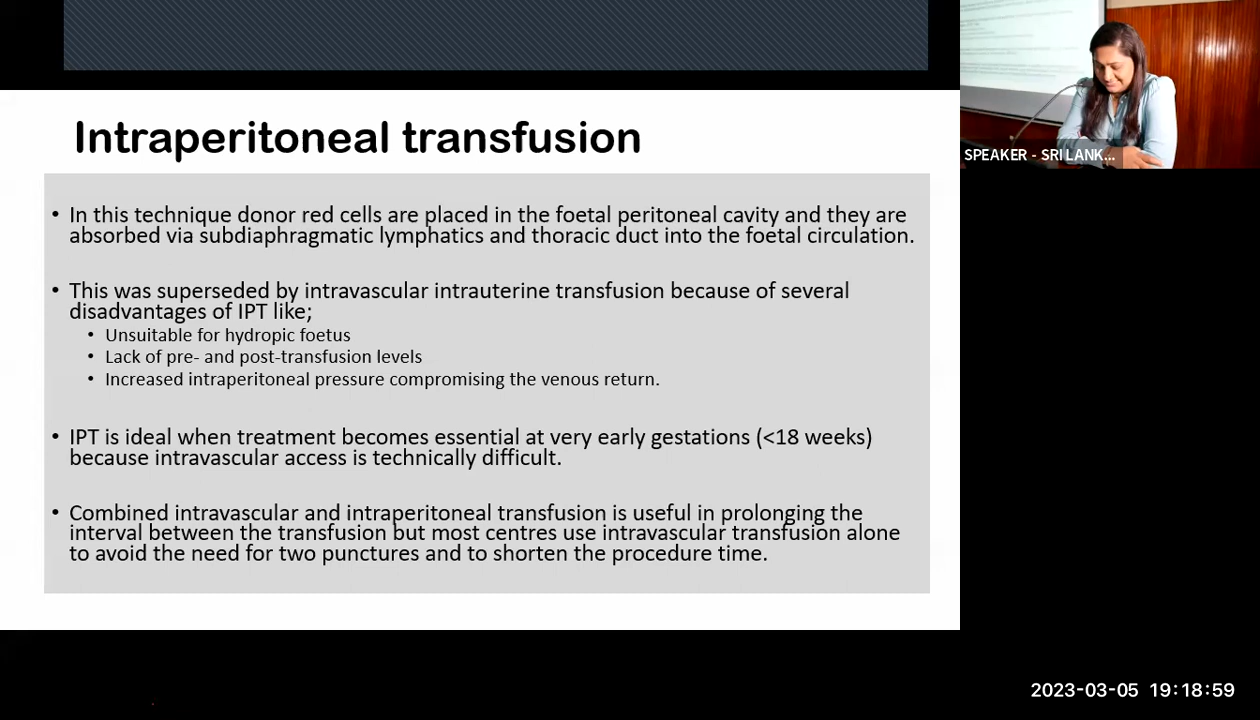 Intraperitoneal transfusion
• In this technique donor red cells are placed in the foetal peritoneal cavity and they are
absorbed via subdiaphragmatic lymphatics and thoracic duct into the foetal circulation.
• This was superseded by intravascular intrauterine transfusion because of several
disadvantages of IPT like;
• Unsuitable for hydropic foetus
• Lack of pre- and post-transfusion levels
• Increased intraperitoneal pressure compromising the venous return.
• IPT is ideal when treatment becomes essential at very early gestations (<18 weeks)
because intravascular access is technically difficult.
• Combined intravascular and intraperitoneal transfusion is useful in prolonging the
interval between the transfusion but most centres use intravascular transfusion alone
to avoid the need for two punctures and to shorten the procedure time.
SPEAKER - SRI LANK...
2023-03-05 19:18:59